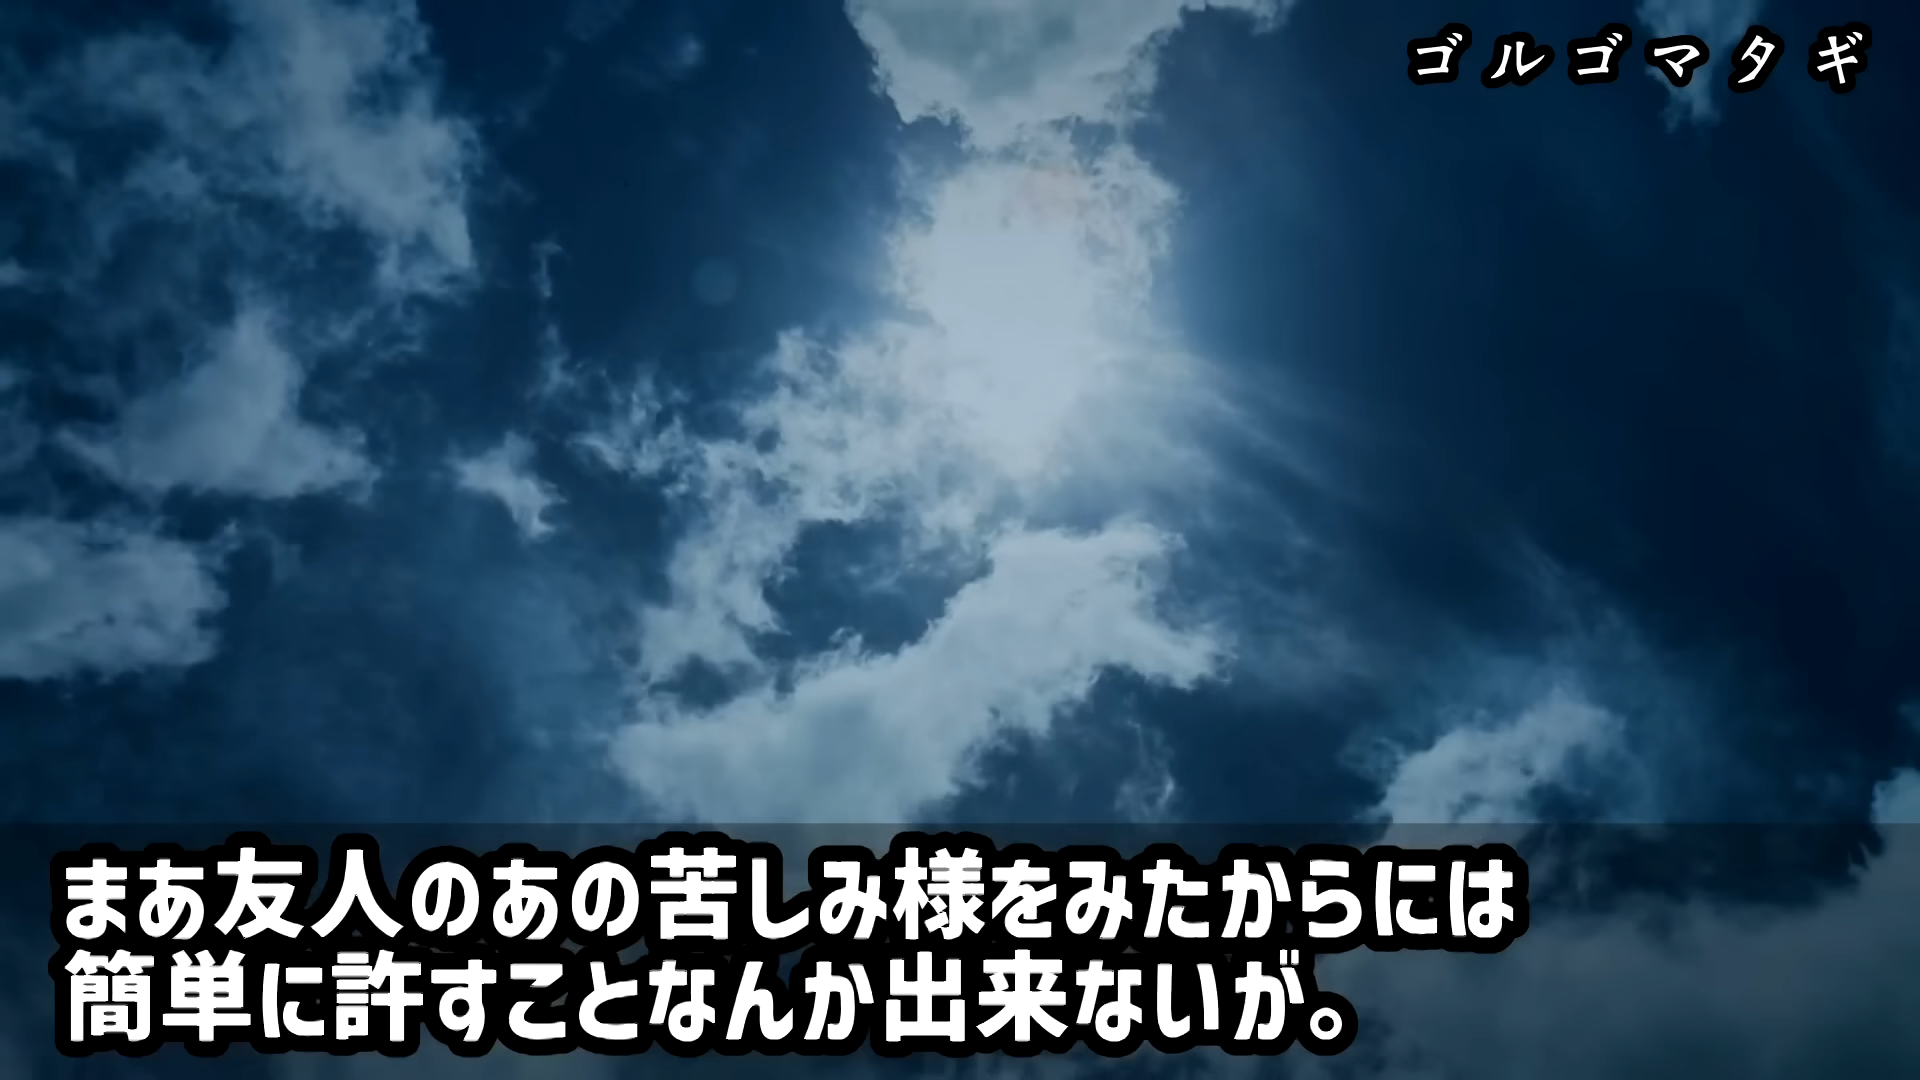 ゴルゴマタギ
まあ友人のあの苦しみ様をみたからには
簡単に許すことなんか出来ないが。